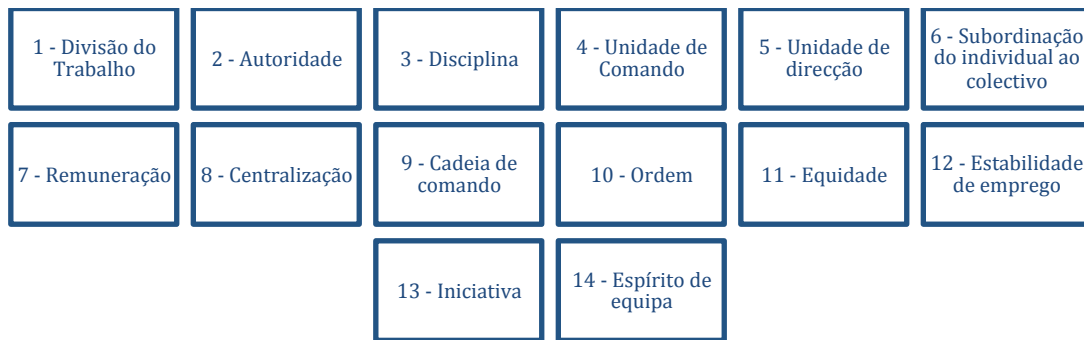 1 - Divisão do
Trabalho
2 - Autoridade
3 - Disciplina
4 - Unidade de
Comando
5 - Unidade de
direcção
6 - Subordinação
do individual ao
colectivo
7 - Remuneração
8 - Centralização
9 - Cadeia de
comando
10 - Ordem
11 - Equidade
12 - Estabilidade
de emprego
13 - Iniciativa
14 - Espírito de
equipa